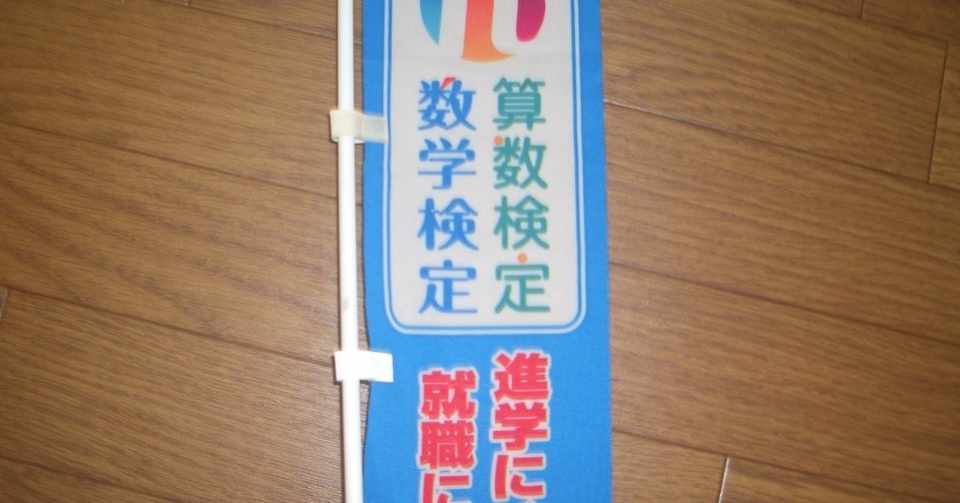 算数検定
数学検定
進学に
就職に